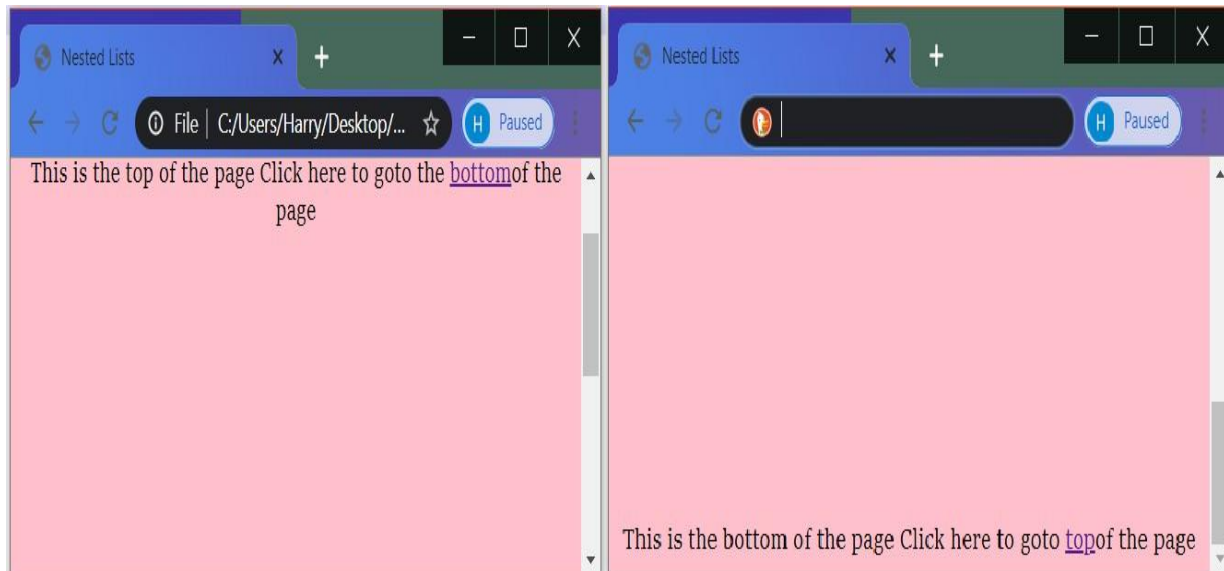 Nested Lists
File | C:/Users/Harry/Desktop/...
H Paused
This is the top of the page Click here to goto the bottomof the
page
Nested Lists
H Paused
This is the bottom of the page Click here to goto topof the page